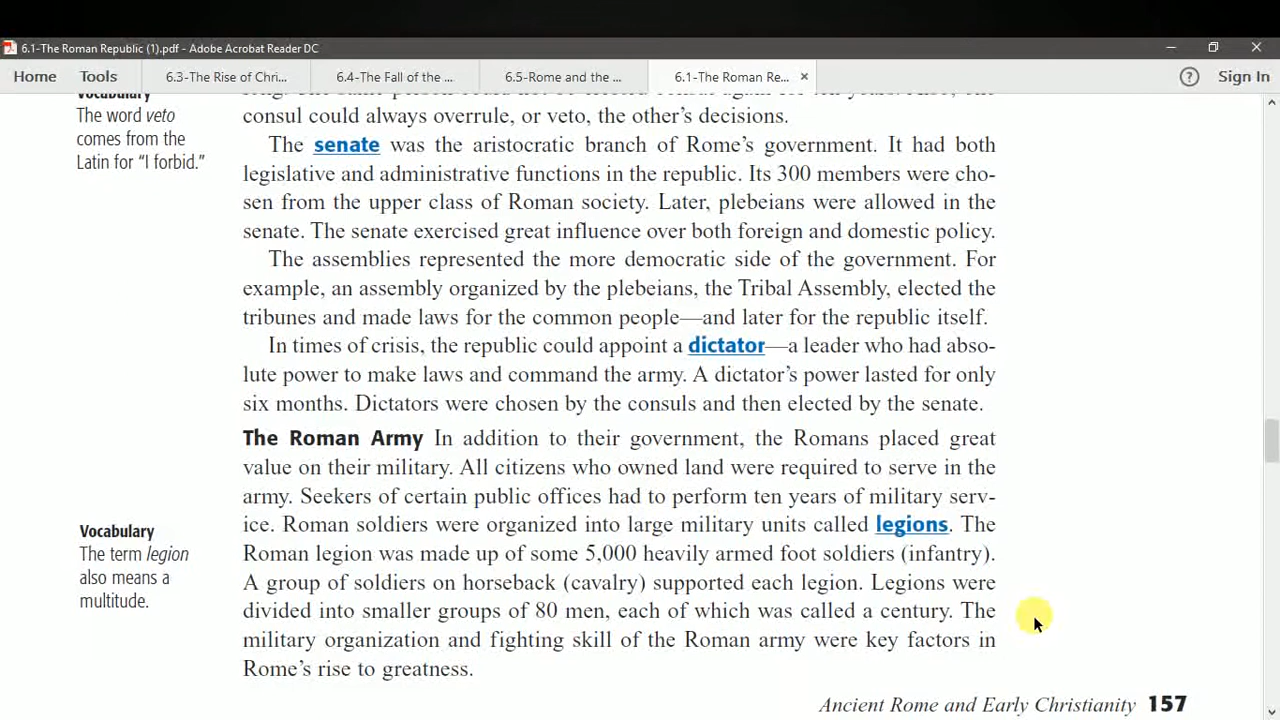 6.1-The Roman Republic (1).pdf - Adobe Acrobat Reader DC
Home Tools 6.3-The Rise of Chri... 6.4-The Fall of the ... 6.5-Rome and the ... 6.1-The Roman Re... × ? Sign In
Vocabulary
The word veto
comes from the
Latin for “I forbid.”
consul could always overrule, or veto, the other’s decisions.
The senate was the aristocratic branch of Rome’s government. It had both
legislative and administrative functions in the republic. Its 300 members were cho-
sen from the upper class of Roman society. Later, plebeians were allowed in the
senate. The senate exercised great influence over both foreign and domestic policy.
The assemblies represented the more democratic side of the government. For
example, an assembly organized by the plebeians, the Tribal Assembly, elected the
tribunes and made laws for the common people—and later for the republic itself.
In times of crisis, the republic could appoint a dictator—a leader who had abso-
lute power to make laws and command the army. A dictator’s power lasted for only
six months. Dictators were chosen by the consuls and then elected by the senate.
The Roman Army In addition to their government, the Romans placed great
value on their military. All citizens who owned land were required to serve in the
army. Seekers of certain public offices had to perform ten years of military serv-
ice. Roman soldiers were organized into large military units called legions. The
Roman legion was made up of some 5,000 heavily armed foot soldiers (infantry).
A group of soldiers on horseback (cavalry) supported each legion. Legions were
divided into smaller groups of 80 men, each of which was called a century. The
military organization and fighting skill of the Roman army were key factors in
Rome’s rise to greatness.
Vocabulary
The term legion
also means a
multitude.
Ancient Rome and Early Christianity 157